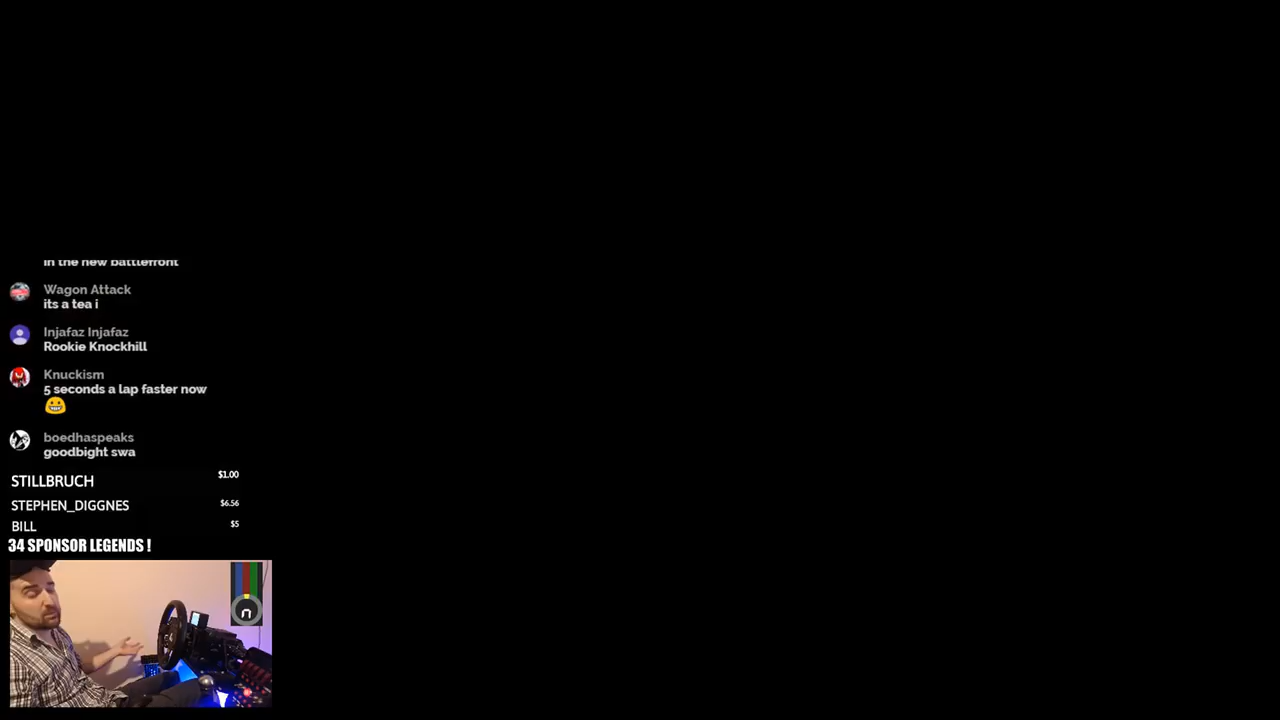 in the new battlefront
Wagon Attack
its a tea i
Injafaz Injafaz
Rookie Knockhill
Knuckism
5 seconds a lap faster now
😀
boedhaspeaks
goodbight swa
STILLBRUCH $1.00
STEPHEN_DIGGNES $6.56
BILL $5
34 SPONSOR LEGENDS !
n